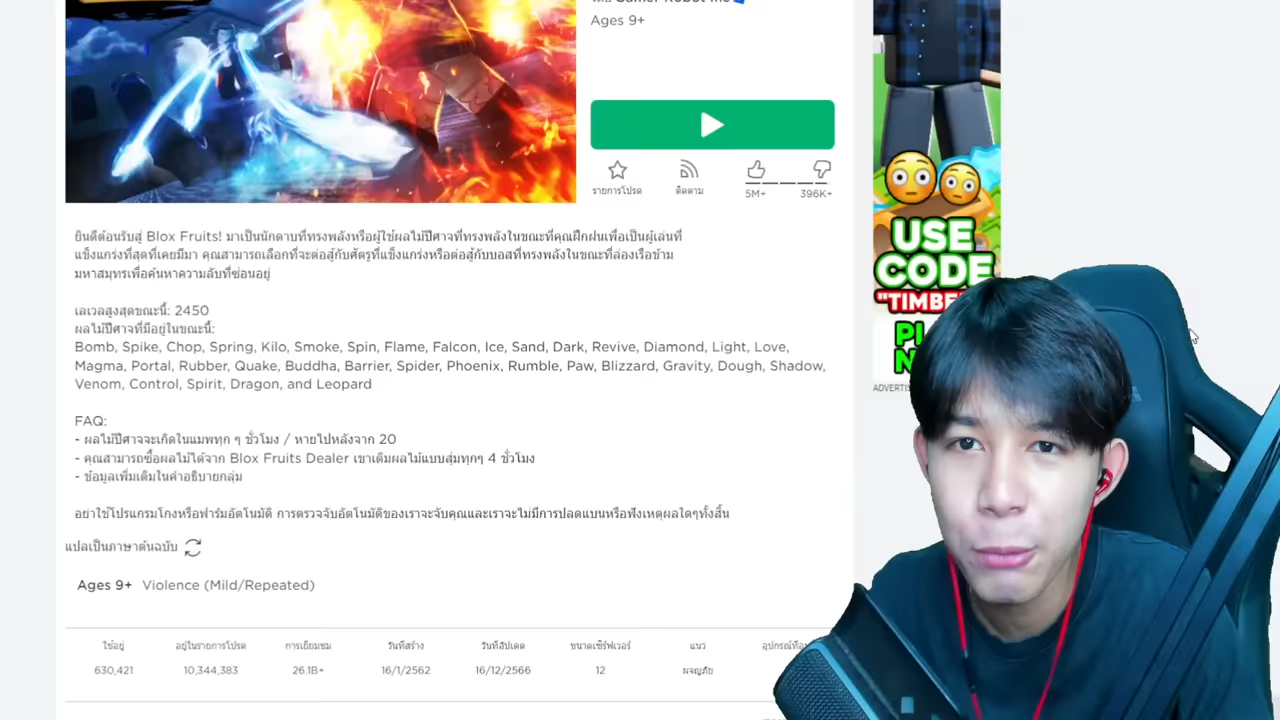 โดย Gamer Robot Inc
Ages 9+
รายการโปรด
ติดตาม
5M+
396K+
ยินดีต้อนรับสู่ Blox Fruits! มาเป็นนักดาบที่ทรงพลังหรือผู้ใช้ผลไม้ปีศาจที่ทรงพลังในขณะที่คุณฝึกฝนเพื่อเป็นผู้เล่นที่
แข็งแกร่งที่สุดที่เคยมีมา คุณสามารถเลือกที่จะต่อสู้กับศัตรูที่แข็งแกร่งหรือต่อสู้กับบอสที่ทรงพลังในขณะที่ล่องเรือข้าม
มหาสมุทรเพื่อค้นหาความลับที่ซ่อนอยู่
เลเวลสูงสุดขณะนี้: 2450
ผลไม้ปีศาจที่มีอยู่ในขณะนี้:
Bomb, Spike, Chop, Spring, Kilo, Smoke, Spin, Flame, Falcon, Ice, Sand, Dark, Revive, Diamond, Light, Love,
Magma, Portal, Rubber, Quake, Buddha, Barrier, Spider, Phoenix, Rumble, Paw, Blizzard, Gravity, Dough, Shadow,
Venom, Control, Spirit, Dragon, and Leopard
FAQ:
- ผลไม้ปีศาจจะเกิดในแมพทุก ๆ ชั่วโมง / หายไปหลังจาก 20
- คุณสามารถซื้อผลไม้ได้จาก Blox Fruits Dealer เขาเติมผลไม้แบบสุ่มทุกๆ 4 ชั่วโมง
- ข้อมูลเพิ่มเติมในคำอธิบายกลุ่ม
อย่าใช้โปรแกรมโกงหรือฟาร์มอัตโนมัติ การตรวจจับอัตโนมัติของเราจะจับคุณและเราจะไม่มีการปลดแบนหรือฟังเหตุผลใดๆทั้งสิ้น
แปลเป็นภาษาต้นฉบับ
Ages 9+ Violence (Mild/Repeated)
ใช้อยู่ อยู่ในรายการโปรด การเยี่ยมชม วันที่สร้าง วันที่อัปเดต ขนาดเซิร์ฟเวอร์ แนว
630,421 10,344,383 26.1B+ 16/1/2562 16/12/2566 12 ผจญภัย
USE
CODE